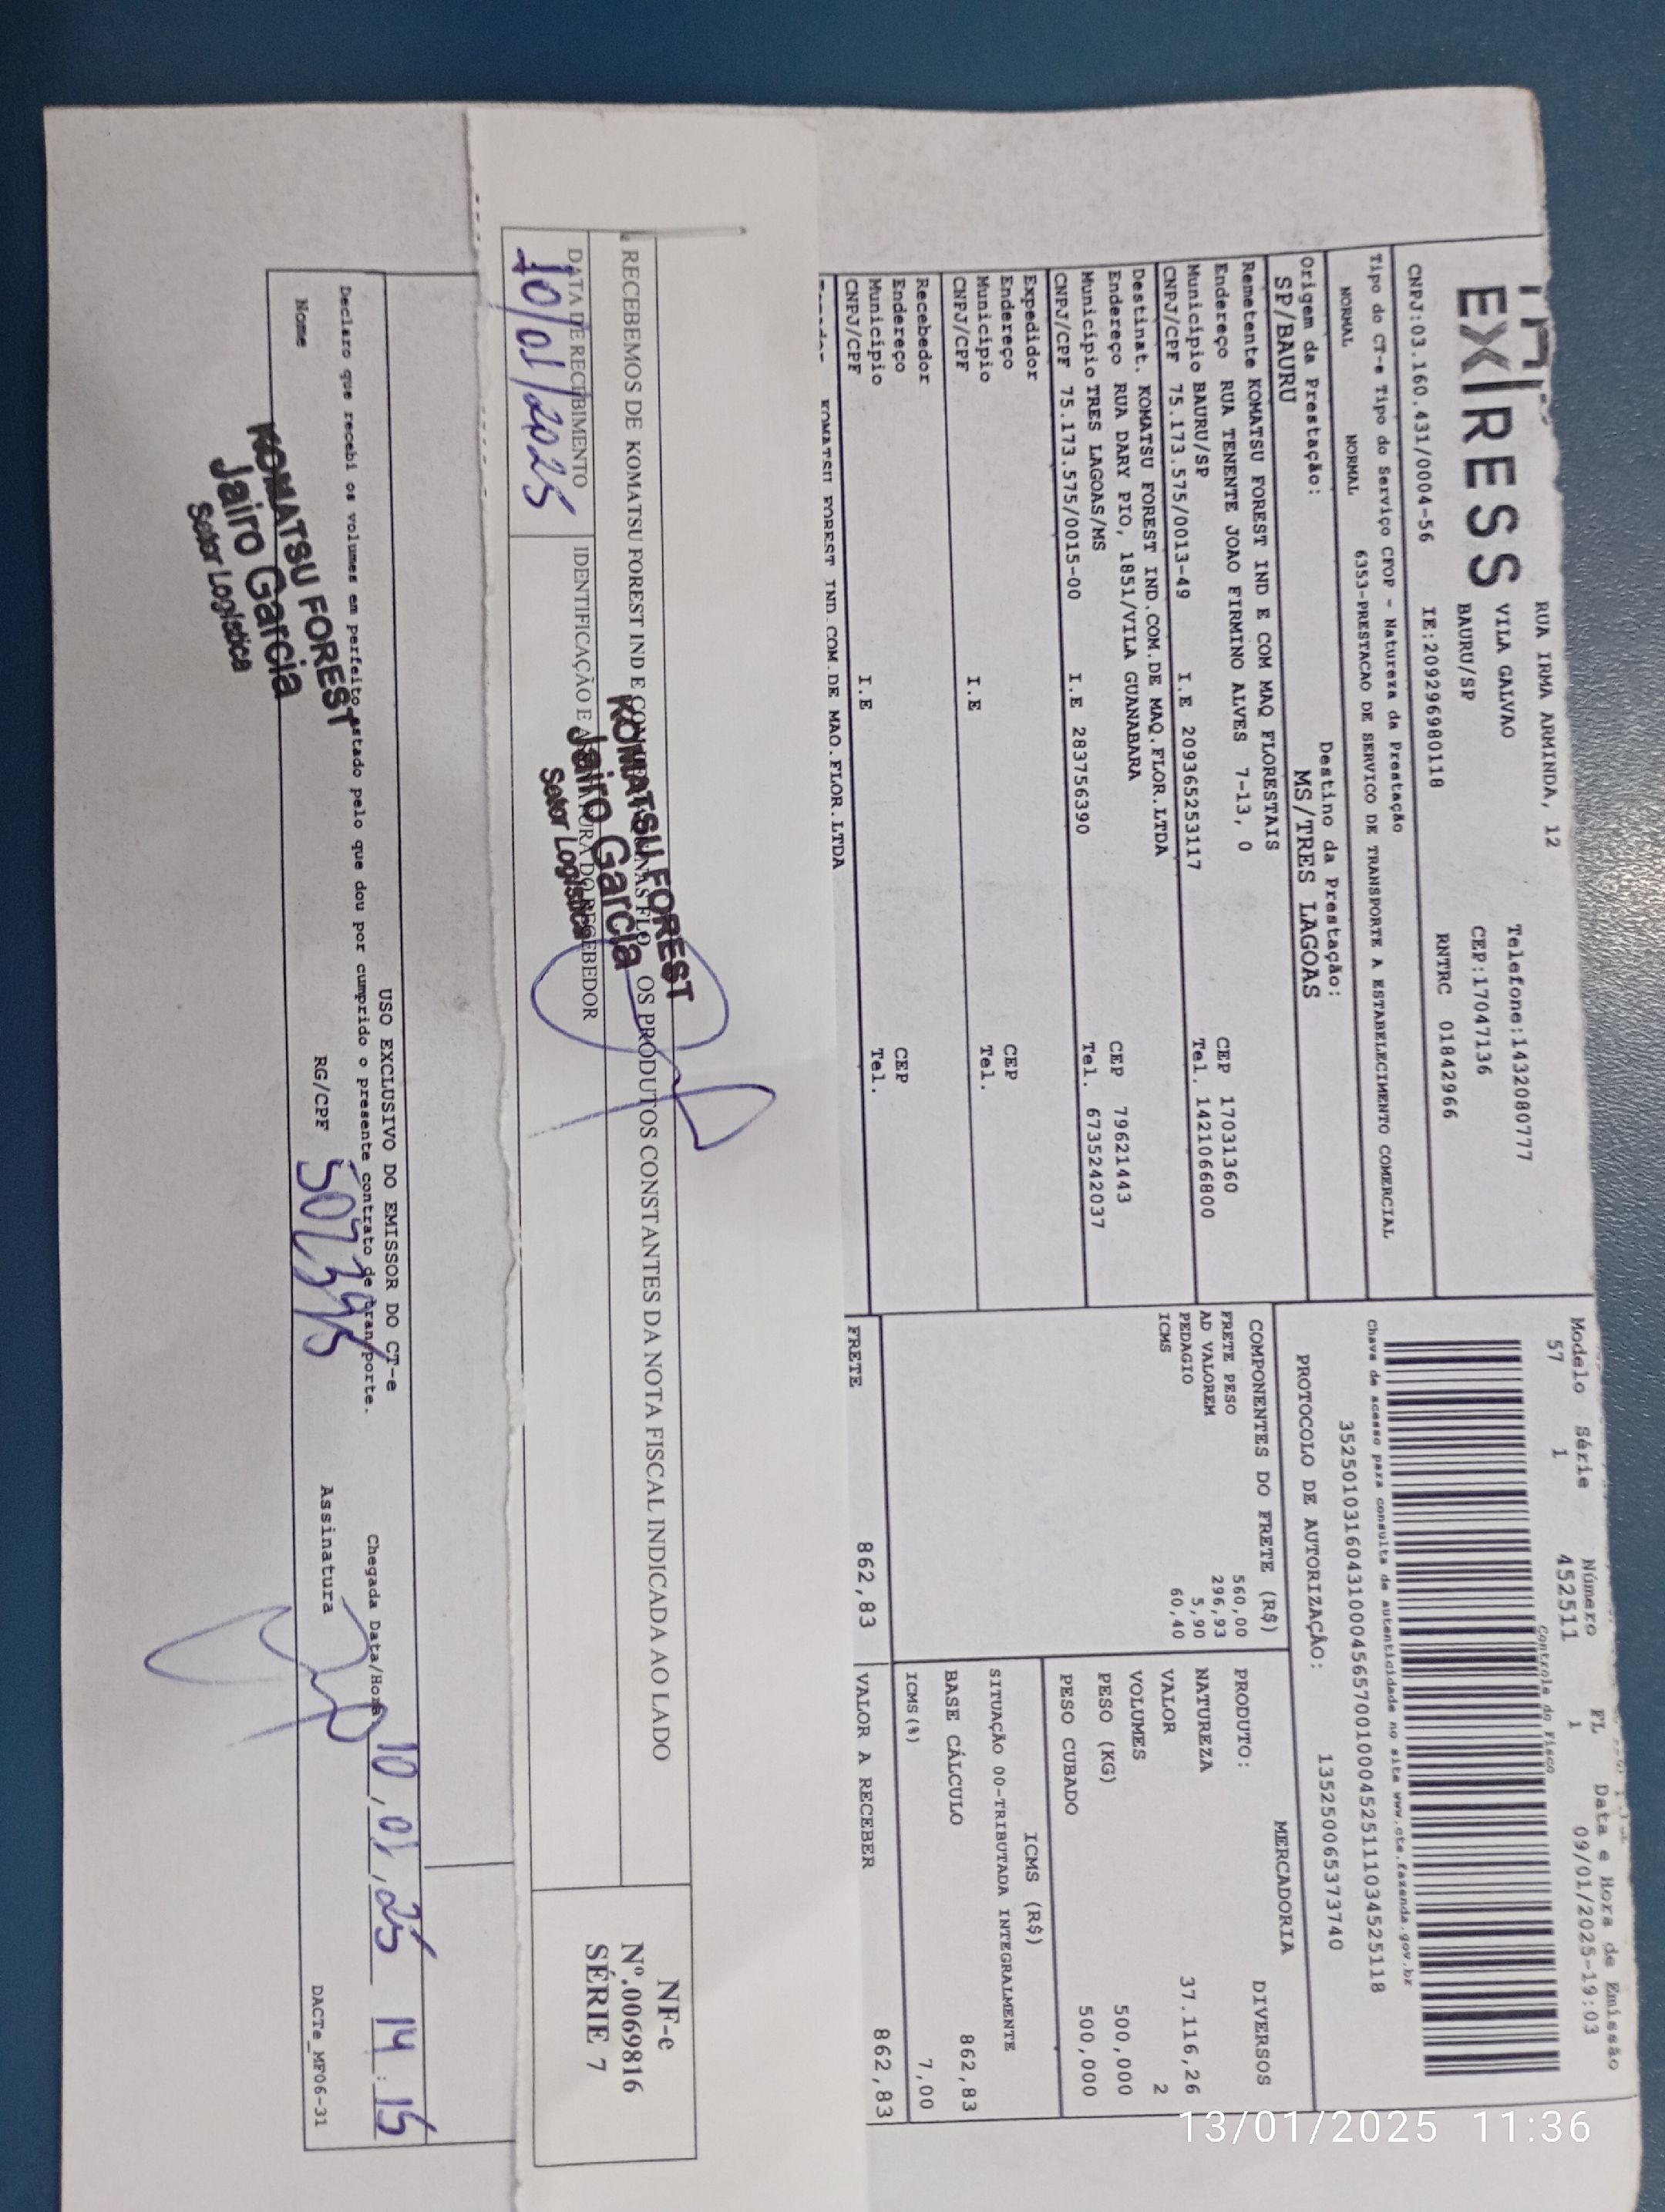 EXPRESS
RUA IRMA ARMINDA, 12
VILA GALVAO
BAURU/SP
Telefone:1432080777
CEP:17047136
CNPJ:03.160.431/0004-56 IE:209296980118 RNTRC 01842966
Tipo do CT-e Tipo do Serviço CFOP - Natureza da Prestação
NORMAL NORMAL 6353-PRESTACAO DE SERVICO DE TRANSPORTE A ESTABELECIMENTO COMERCIAL
Origem da Prestação: Destino da Prestação:
SP/BAURU MS/TRES LAGOAS
Remetente KOMATSU FOREST IND E COM MAQ FLORESTAIS
Endereço RUA TENENTE JOAO FIRMINO ALVES 7-13, 0 CEP 17031360
Município BAURU/SP Tel. 1421066800
CNPJ/CPF 75.173.575/0013-49 I.E 209365253117
Destinat. KOMATSU FOREST IND.COM.DE MAQ.FLOR.LTDA
Endereço RUA DARY PIO, 1851/VILA GUANABARA CEP 79621443
Município TRES LAGOAS/MS Tel. 6735242037
CNPJ/CPF 75.173.575/0015-00 I.E 283756390
Expedidor
Endereço CEP
Município Tel.
CNPJ/CPF I.E
Recebedor
Endereço CEP
Município Tel.
CNPJ/CPF I.E
KOMATSU FOREST IND.COM.DE MAQ.FLOR.LTDA
Modelo Série Número FL Data e Hora de Emissão
57 1 452511 1 09/01/2025-19:03
Controle do Fisco
Chave de acesso para consulta de autenticidade no site www.cte.fazenda.gov.br
35250103160431000456570010004525111034525118
PROTOCOLO DE AUTORIZAÇÃO: 135250065373740
COMPONENTES DO FRETE (R$)
FRETE PESO 560,00
AD VALOREM 296,93
PEDAGIO 5,90
ICMS 60,40
MERCADORIA
PRODUTO: DIVERSOS
NATUREZA
VALOR 37.116,26
VOLUMES 2
PESO (KG) 500,000
PESO CUBADO 500,000
ICMS (R$)
SITUAÇÃO 00-TRIBUTADA INTEGRALMENTE
BASE CÁLCULO 862,83
ICMS(%) 7,00
FRETE 862,83 VALOR A RECEBER 862,83
RECEBEMOS DE KOMATSU FOREST IND E COM OS PRODUTOS CONSTANTES DA NOTA FISCAL INDICADA AO LADO
DATA DE RECEBIMENTO IDENTIFICAÇÃO E ASSINATURA DO RECEBEDOR
10/01/2025
KOMATSU FOREST
Jairo Garcia
Setor Logística
NF-e
Nº.0069816
SÉRIE 7
USO EXCLUSIVO DO EMISSOR DO CT-e
Declaro que recebi os volumes em perfeito estado pelo que dou por cumprido o presente contrato de transporte.
Chegada Data/Hora 10,01,25 14:15
Nome RG/CPF Assinatura
KOMATSU FOREST
Jairo Garcia
Setor Logística
DACTe_MF06-31
13/01/2025 11:36